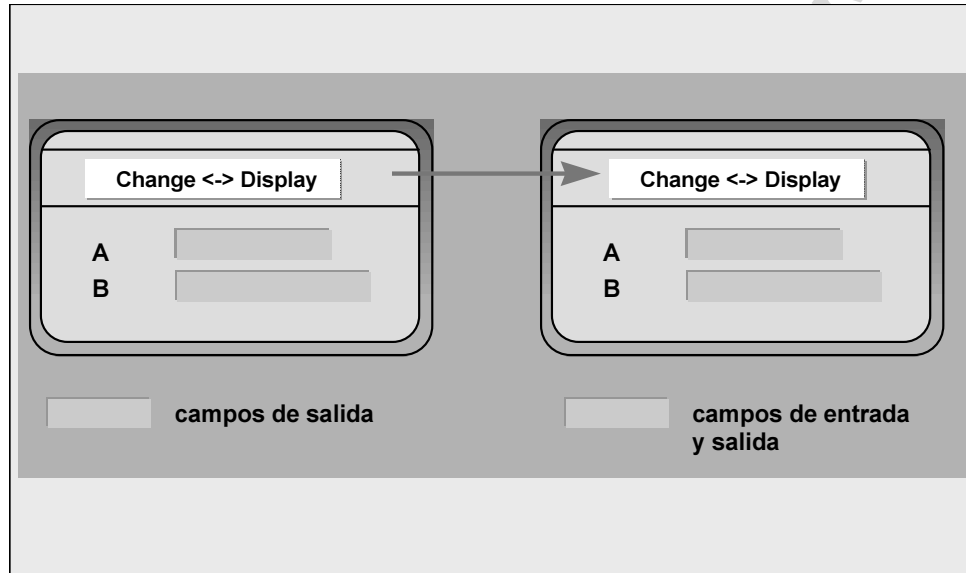 Change <-> Display
A
B
campos de salida
Change <-> Display
A
B
campos de entrada
y salida